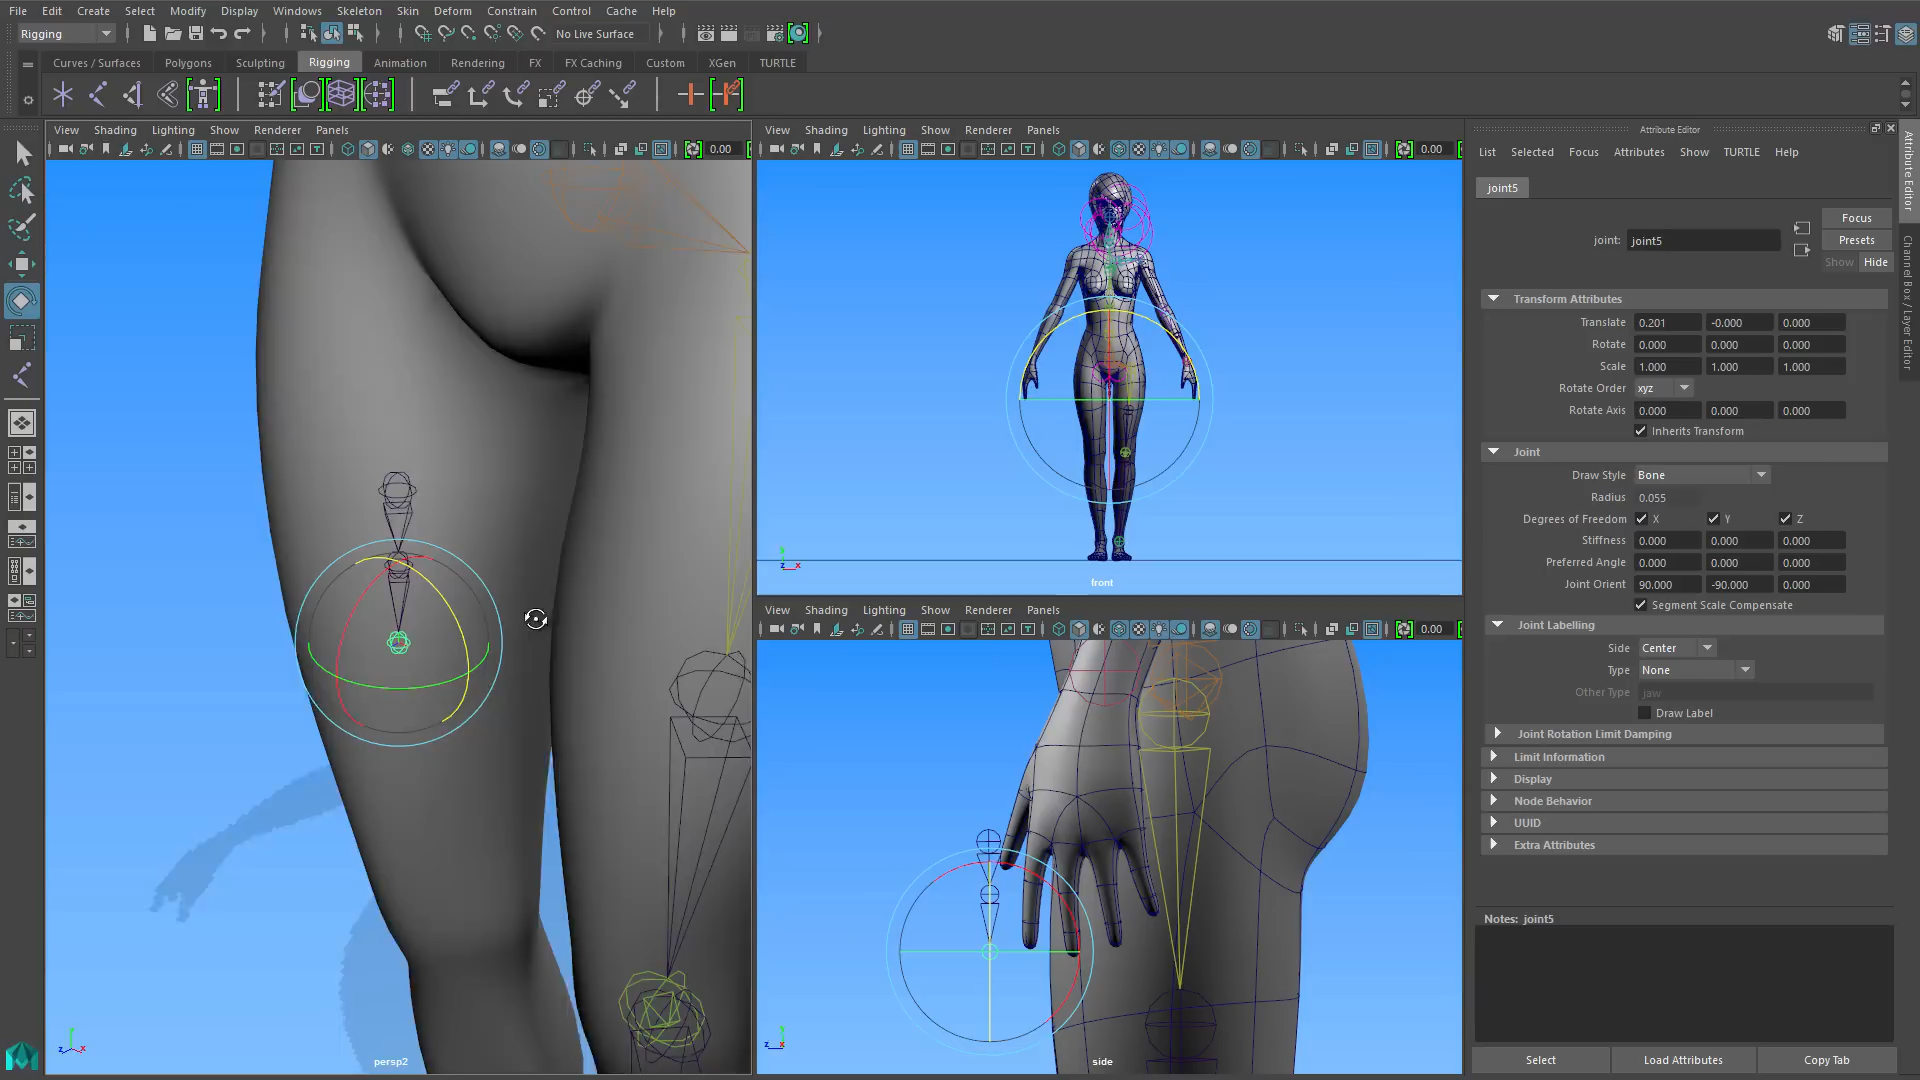 File Edit Create Select Modify Display Windows Skeleton Skin Deform Constrain Control Cache Help
Rigging No Live Surface
Curves / Surfaces Polygons Sculpting Rigging Animation Rendering FX FX Caching Custom XGen TURTLE
View Shading Lighting Show Renderer Panels
0.00
persp2
View Shading Lighting Show Renderer Panels
0.00
front
View Shading Lighting Show Renderer Panels
0.00
side
Attribute Editor
List Selected Focus Attributes Show TURTLE Help
joint5
Focus
joint: joint5
Presets
Show Hide
Transform Attributes
Translate 0.201 -0.000 0.000
Rotate 0.000 0.000 0.000
Scale 1.000 1.000 1.000
Rotate Order xyz
Rotate Axis 0.000 0.000 0.000
Inherits Transform
Joint
Draw Style Bone
Radius 0.055
Degrees of Freedom X Y Z
Stiffness 0.000 0.000 0.000
Preferred Angle 0.000 0.000 0.000
Joint Orient 90.000 -90.000 0.000
Segment Scale Compensate
Joint Labelling
Side Center
Type None
Other Type jaw
Draw Label
Joint Rotation Limit Damping
Limit Information
Display
Node Behavior
UUID
Extra Attributes
Notes: joint5
Select Load Attributes Copy Tab
Attribute Editor
Channel Box / Layer Editor